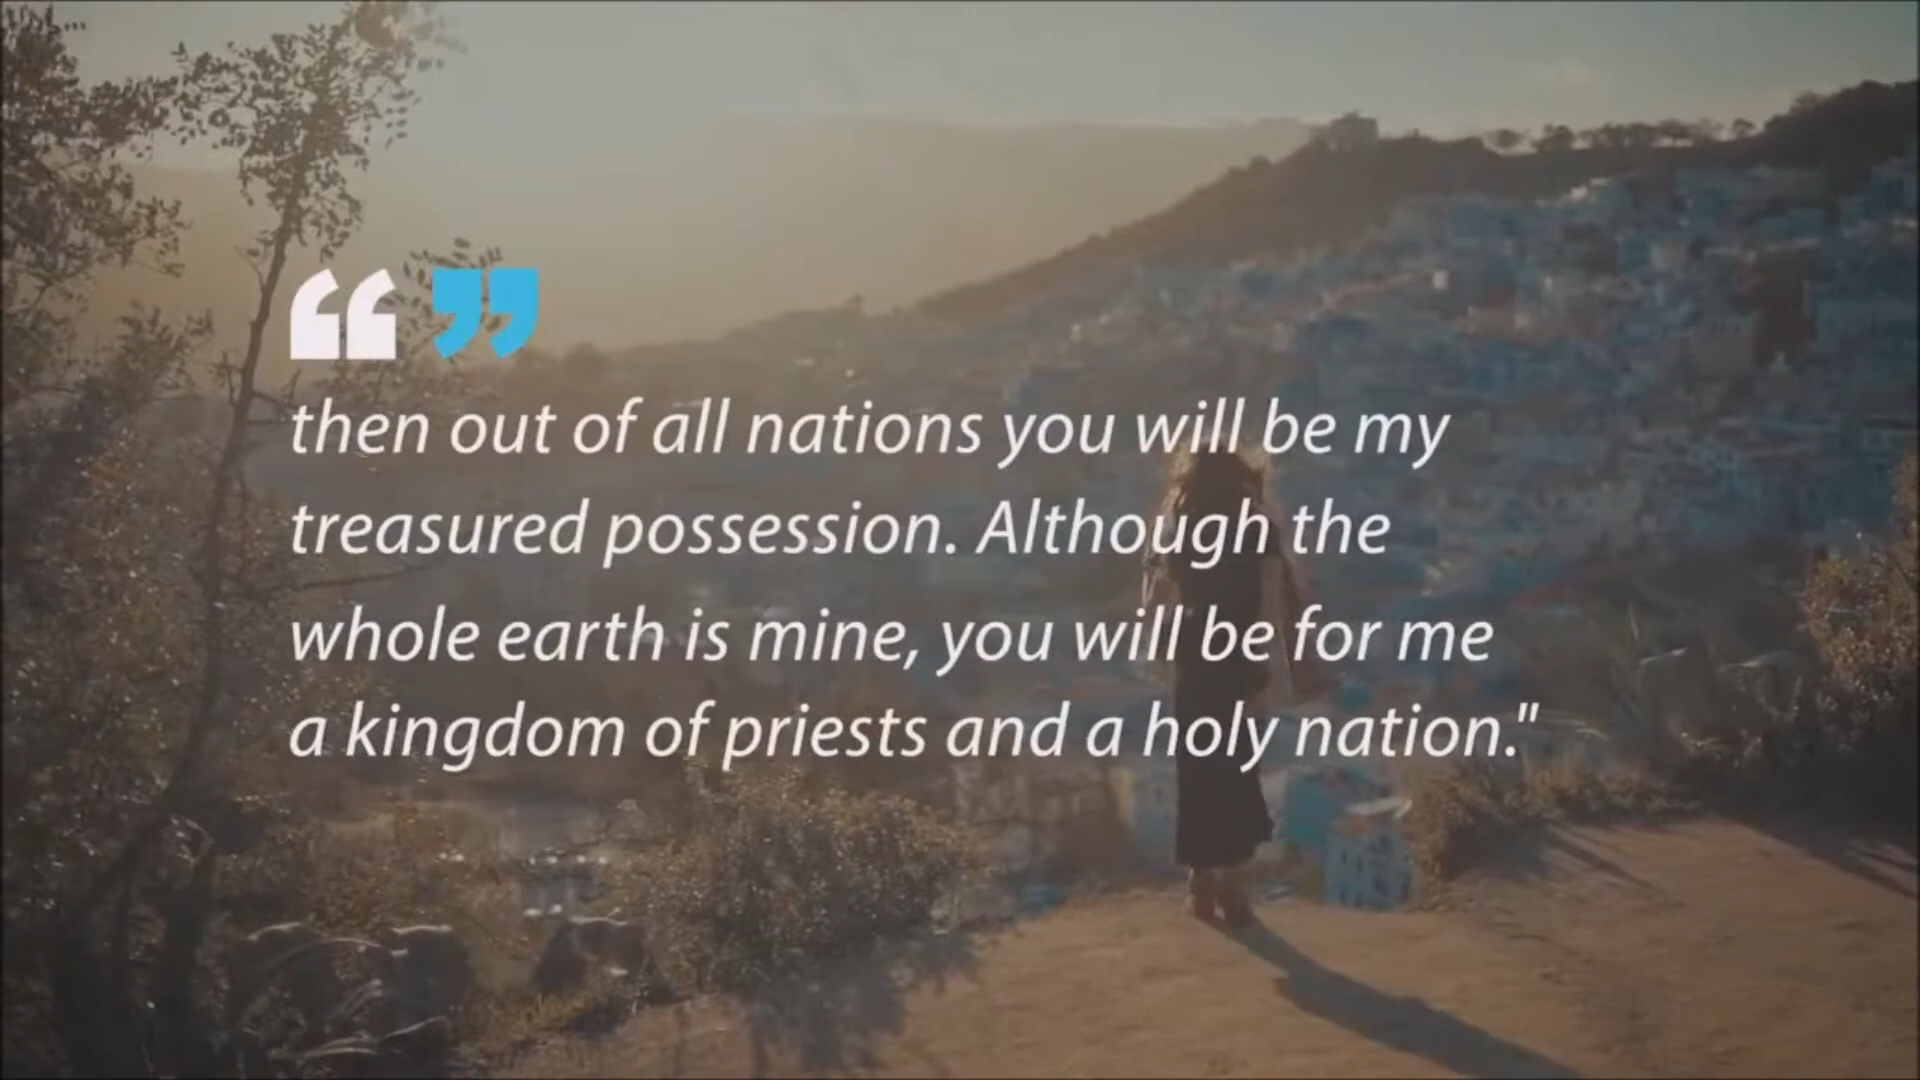 then out of all nations you will be my
treasured possession. Although the
whole earth is mine, you will be for me
a kingdom of priests and a holy nation."